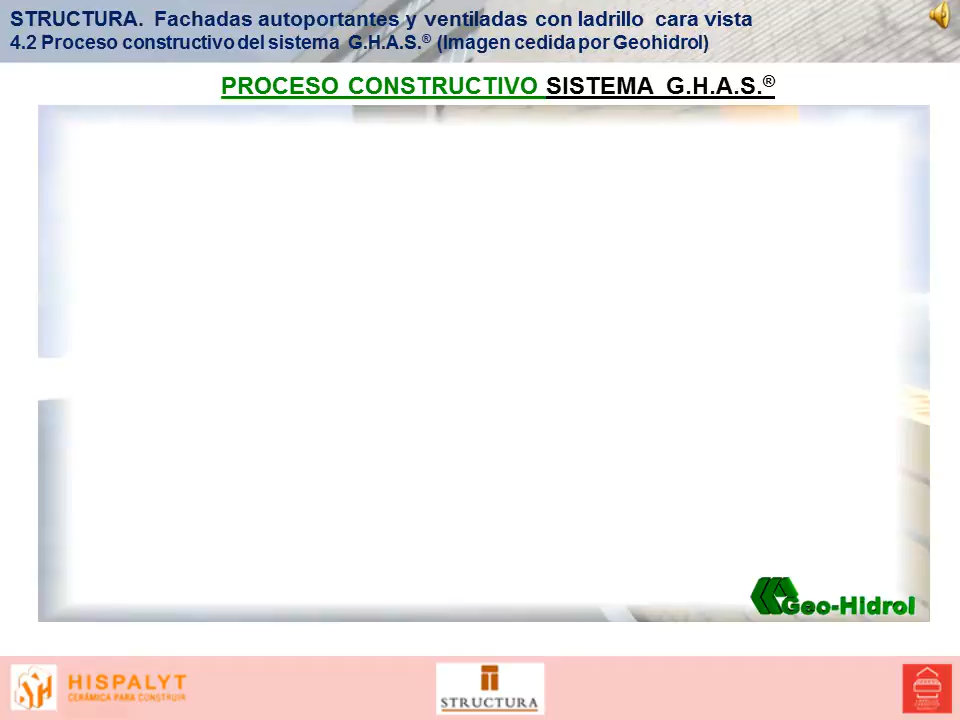 STRUCTURA. Fachadas autoportantes y ventiladas con ladrillo cara vista
4.2 Proceso constructivo del sistema G.H.A.S.® (Imagen cedida por Geohidrol)
PROCESO CONSTRUCTIVO SISTEMA G.H.A.S.®
Geo-Hidrol
HISPALYT
CERÁMICA PARA CONSTRUIR
STRUCTURA